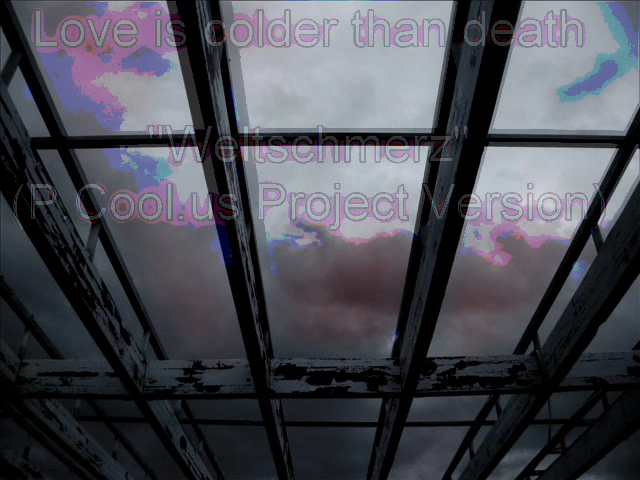 Love is colder than death
"Weltschmerz"
(P.Cool.us Project Version)